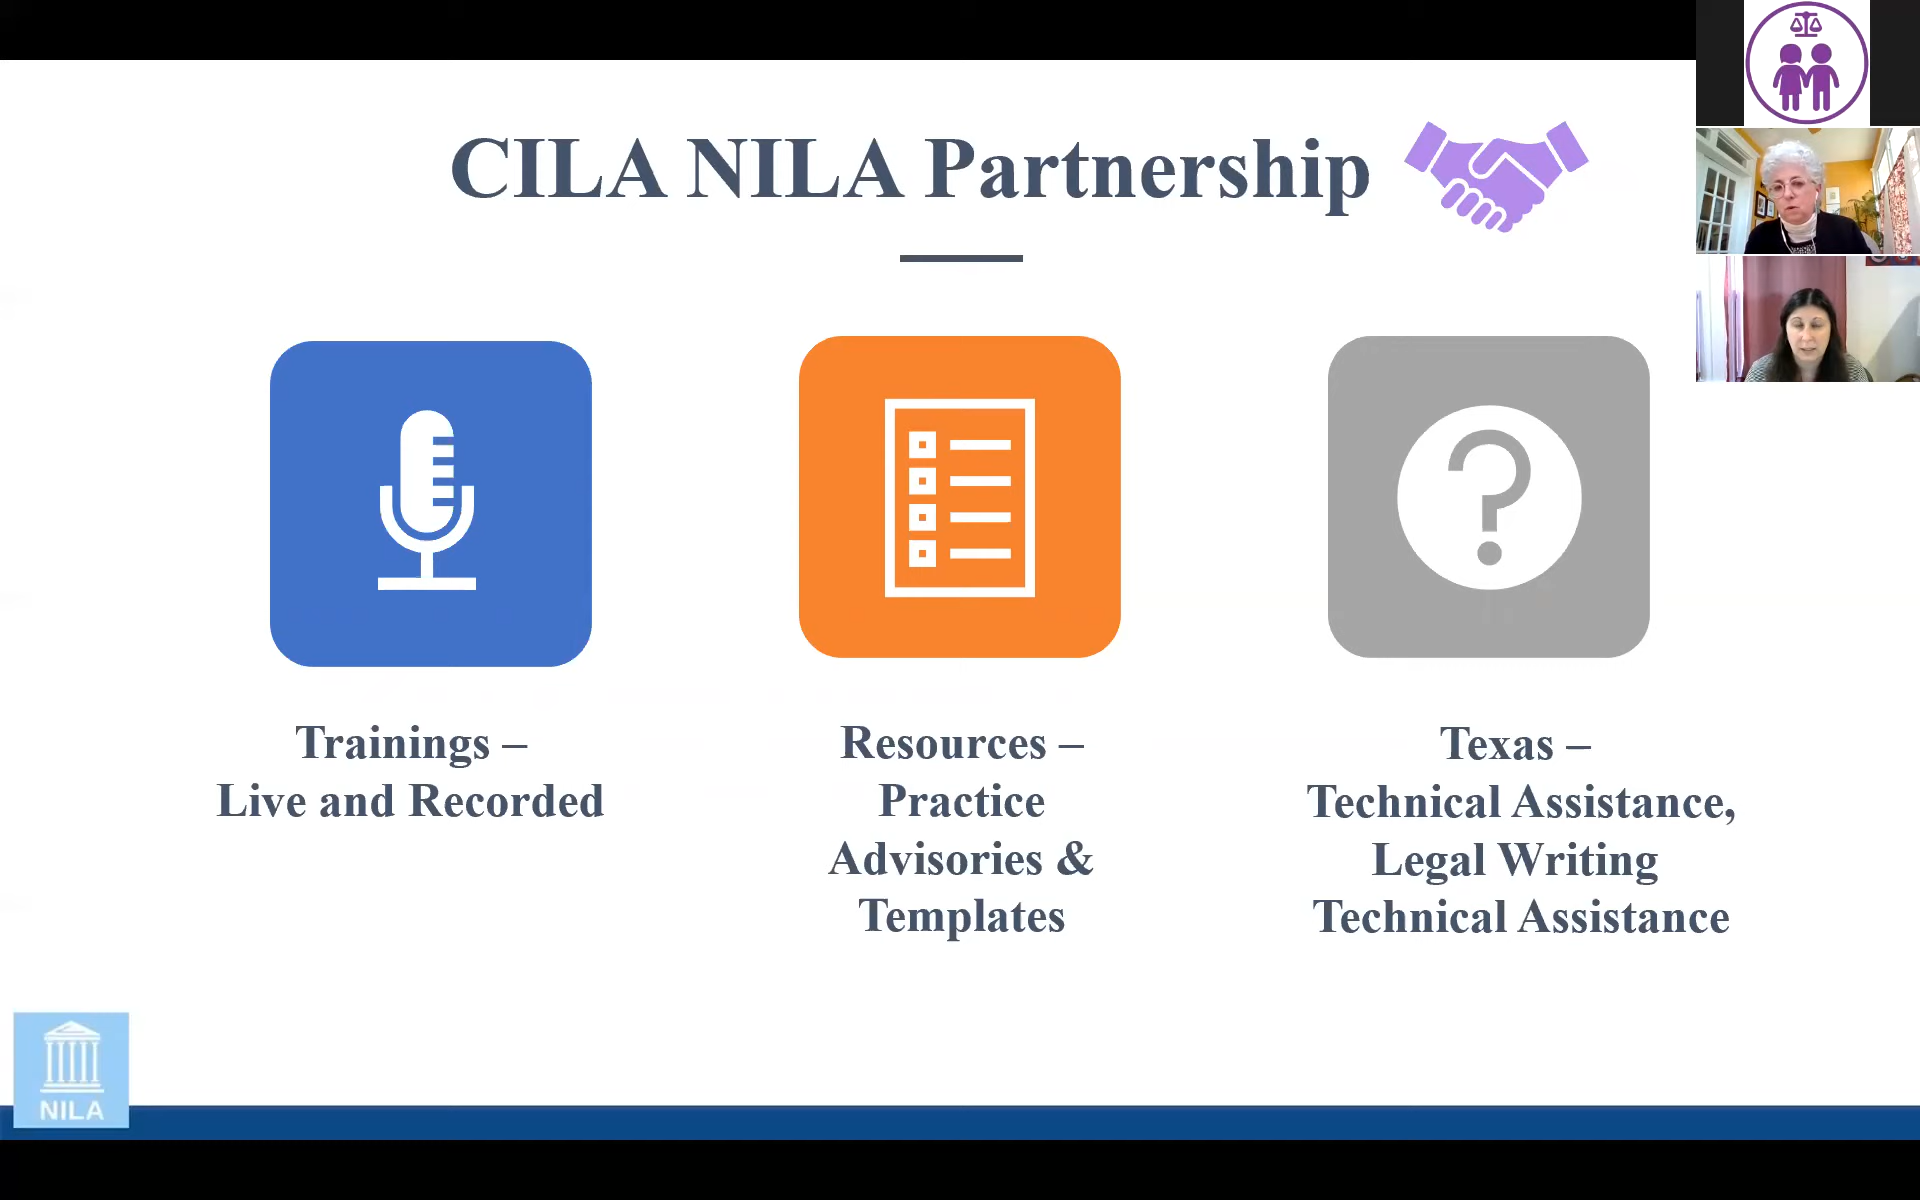 CILA NILA Partnership
Trainings –
Live and Recorded
Resources –
Practice
Advisories &
Templates
Texas –
Technical Assistance,
Legal Writing
Technical Assistance
NILA